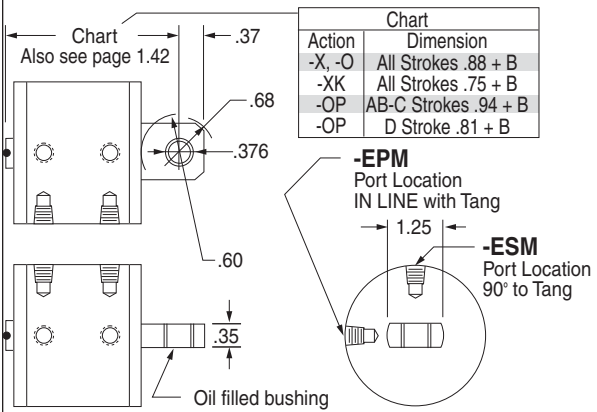 Chart
Action Dimension
-X, -O All Strokes .88 + B
-XK All Strokes .75 + B
-OP AB-C Strokes .94 + B
-OP D Stroke .81 + B
Chart
Also see page 1.42
.37
.68
.376
.60
-EPM
Port Location
IN LINE with Tang
1.25
-ESM
Port Location
90° to Tang
.35
Oil filled bushing